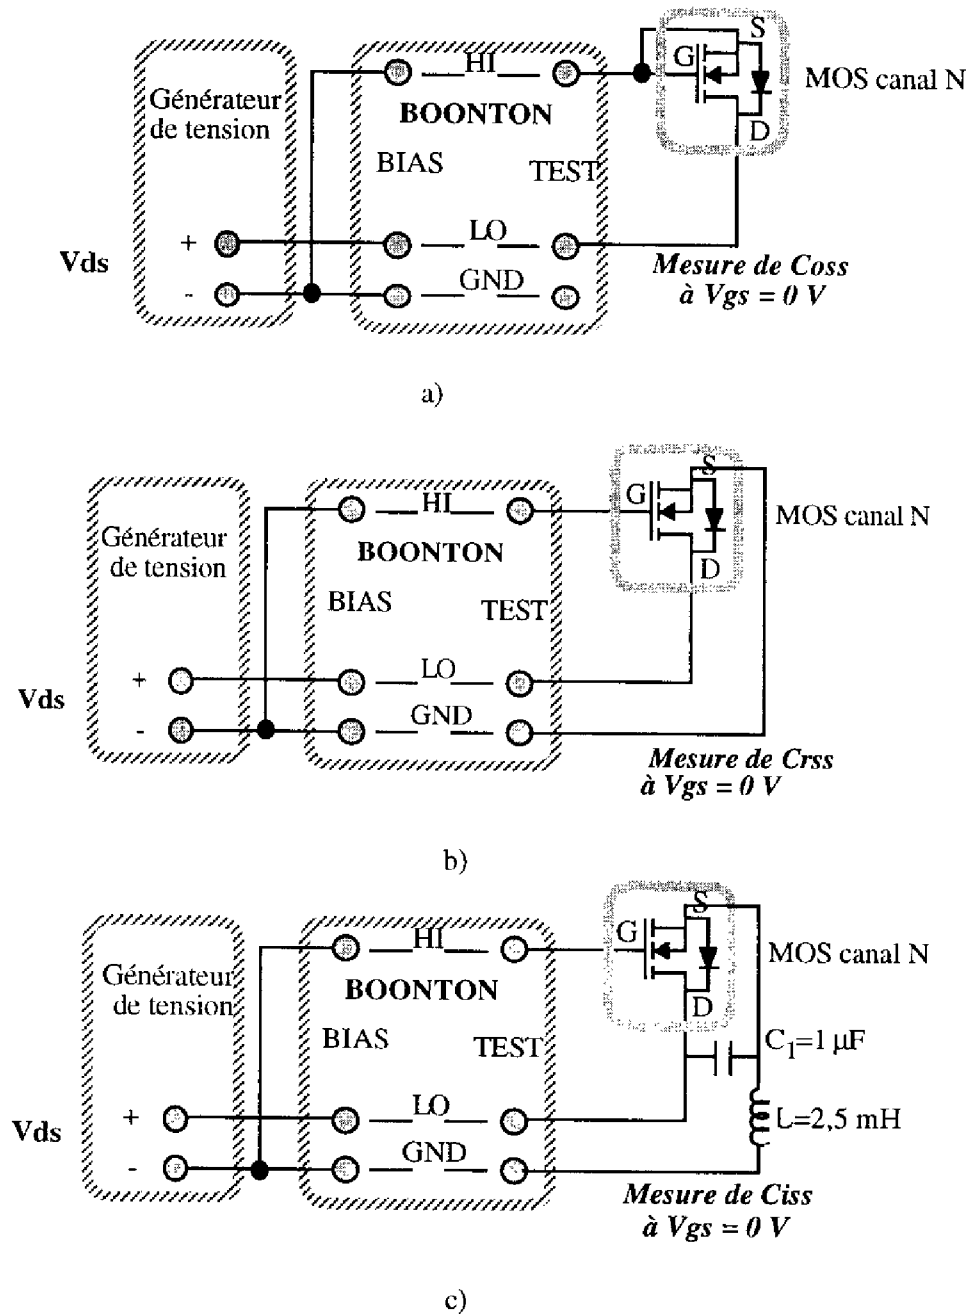 S
HI
G
MOS canal N
Générateur
de tension
BOONTON
D
BIAS
TEST
LO
+
Vds
Mesure de Coss
à Vgs = 0 V
GND
-
a)
S
HI
G
MOS canal N
Générateur
de tension
BOONTON
D
BIAS
TEST
LO
+
Vds
GND
-
Mesure de Crss
à Vgs = 0 V
b)
S
HI
G
MOS canal N
Générateur
de tension
BOONTON
D
BIAS
TEST
C1=1 µF
LO
+
L=2,5 mH
Vds
GND
-
Mesure de Ciss
à Vgs = 0 V
c)